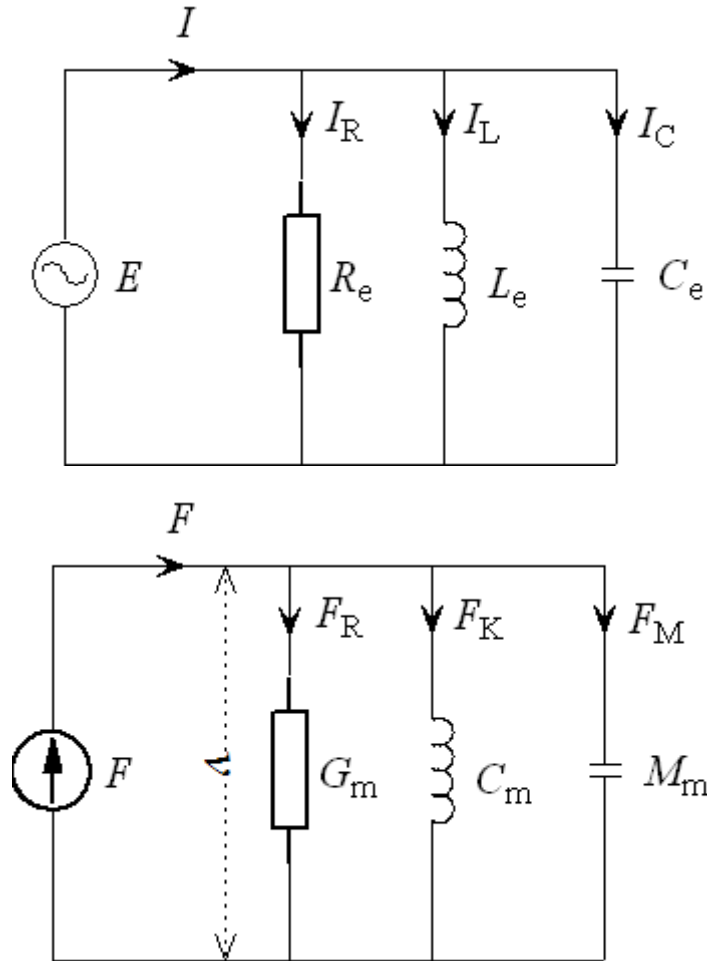 I
I_R I_L I_C
E R_e L_e C_e
F
F_R F_K F_M
F v G_m C_m M_m